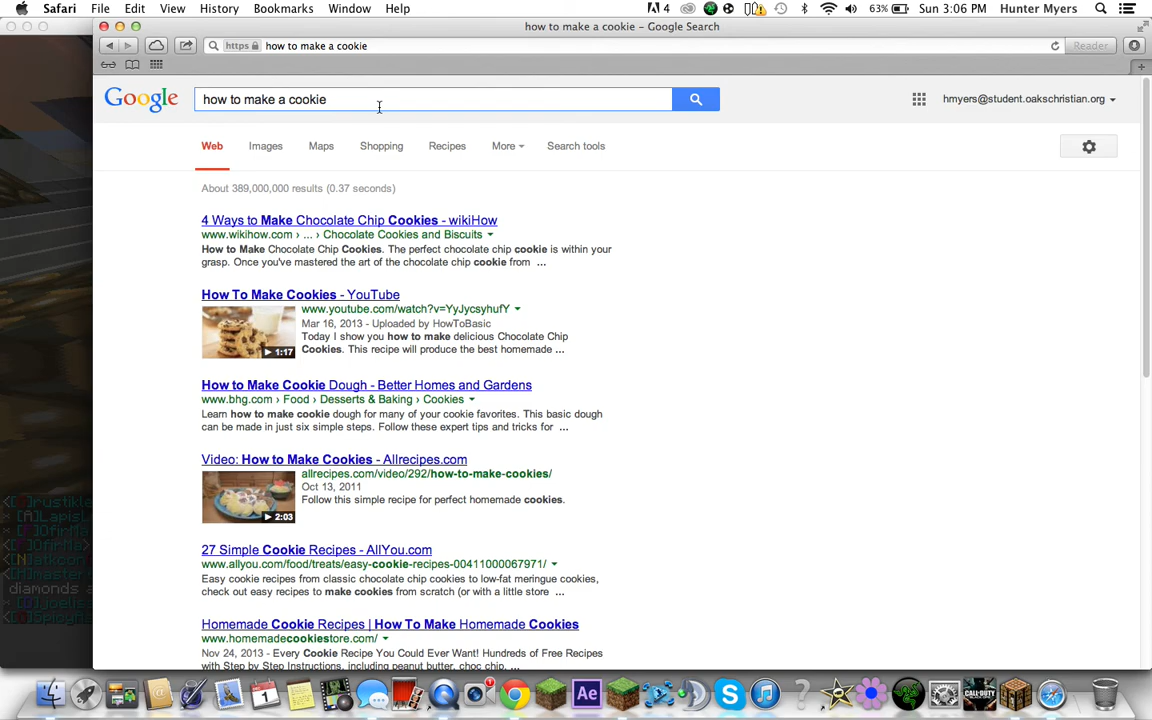 Safari File Edit View History Bookmarks Window Help 4 63% Sun 3:06 PM Hunter Myers
how to make a cookie – Google Search
https how to make a cookie Reader
Google how to make a cookie hmyers@student.oakschristian.org
Web Images Maps Shopping Recipes More Search tools
About 389,000,000 results (0.37 seconds)
4 Ways to Make Chocolate Chip Cookies - wikiHow
www.wikihow.com › ... › Chocolate Cookies and Biscuits
How to Make Chocolate Chip Cookies. The perfect chocolate chip cookie is within your
grasp. Once you've mastered the art of the chocolate chip cookie from ...
How To Make Cookies - YouTube
www.youtube.com/watch?v=YyJycsyhufY
Mar 16, 2013 - Uploaded by HowToBasic
Today I show you how to make delicious Chocolate Chip
Cookies. This recipe will produce the best homemade ...
1:17
How to Make Cookie Dough - Better Homes and Gardens
www.bhg.com › Food › Desserts & Baking › Cookies
Learn how to make cookie dough for many of your cookie favorites. This basic dough
can be made in just six simple steps. Follow these expert tips and tricks for ...
Video: How to Make Cookies - Allrecipes.com
allrecipes.com/video/292/how-to-make-cookies/
Oct 13, 2011
Follow this simple recipe for perfect homemade cookies.
2:03
27 Simple Cookie Recipes - AllYou.com
www.allyou.com/food/treats/easy-cookie-recipes-00411000067971/
Easy cookie recipes from classic chocolate chip cookies to low-fat meringue cookies,
check out easy recipes to make cookies from scratch (or with a little store ...
Homemade Cookie Recipes | How To Make Homemade Cookies
www.homemadecookiestore.com/
Nov 24, 2013 - Every Cookie Recipe You Could Ever Want! Hundreds of Free Recipes
with Step by Step Instructions, including peanut butter, choc chip, ...
diamonds
Ae